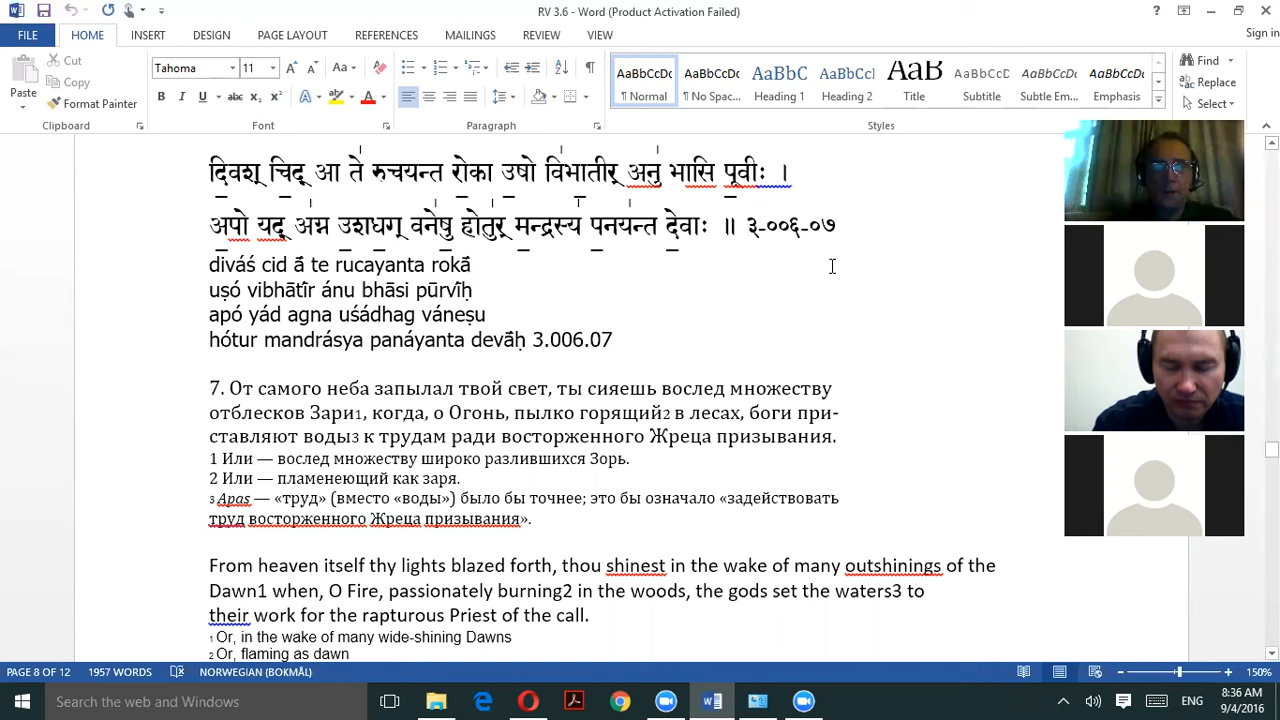 RV 3.6 - Word (Product Activation Failed)
FILE HOME INSERT DESIGN PAGE LAYOUT REFERENCES MAILINGS REVIEW VIEW Sign in
Paste Cut Copy Format Painter
Tahoma 11
AaBbCcDc AaBbCcDc AaBbC AaBbCcC AaB AaBbCcD AaBbCcDc AaBbCcDc
¶ Normal ¶ No Spac... Heading 1 Heading 2 Title Subtitle Subtle Em... Emphasis
Find Replace Select
Clipboard Font Paragraph Styles Editing
दि॒वश् चि॒द् आ ते॑ रुचयन्त रो॒का उ॒षो वि॑भा॒तीर् अनु॑ भासि पू॒र्वीः ।
अ॒पो यद् अ॑ग्न उ॒शध॒ग् वने॑षु॒ होतु॑र् म॒न्द्रस्य॑ प॒नय॑न्त दे॒वाः ॥ ३-००६-०७
diváś cid ā́ te rucayanta rokā́
uṣó vibhātī́r ánu bhāsi pūrvī́ḥ
apó yád agna uśádhag váneṣu
hótur mandrásya panáyanta devā́ḥ 3.006.07
7. От самого неба запылал твой свет, ты сияешь вослед множеству
отблесков Зари1, когда, о Огонь, пылко горящий2 в лесах, боги при-
ставляют воды3 к трудам ради восторженного Жреца призывания.
1 Или — вослед множеству широко разлившихся Зорь.
2 Или — пламенеющий как заря.
3 Apas — «труд» (вместо «воды») было бы точнее; это бы означало «задействовать
труд восторженного Жреца призывания».
From heaven itself thy lights blazed forth, thou shinest in the wake of many outshinings of the
Dawn1 when, O Fire, passionately burning2 in the woods, the gods set the waters3 to
their work for the rapturous Priest of the call.
1 Or, in the wake of many wide-shining Dawns
2 Or, flaming as dawn
PAGE 8 OF 12 1957 WORDS NORWEGIAN (BOKMÅL) 150%
Search the web and Windows
ENG 8:36 AM
9/4/2016